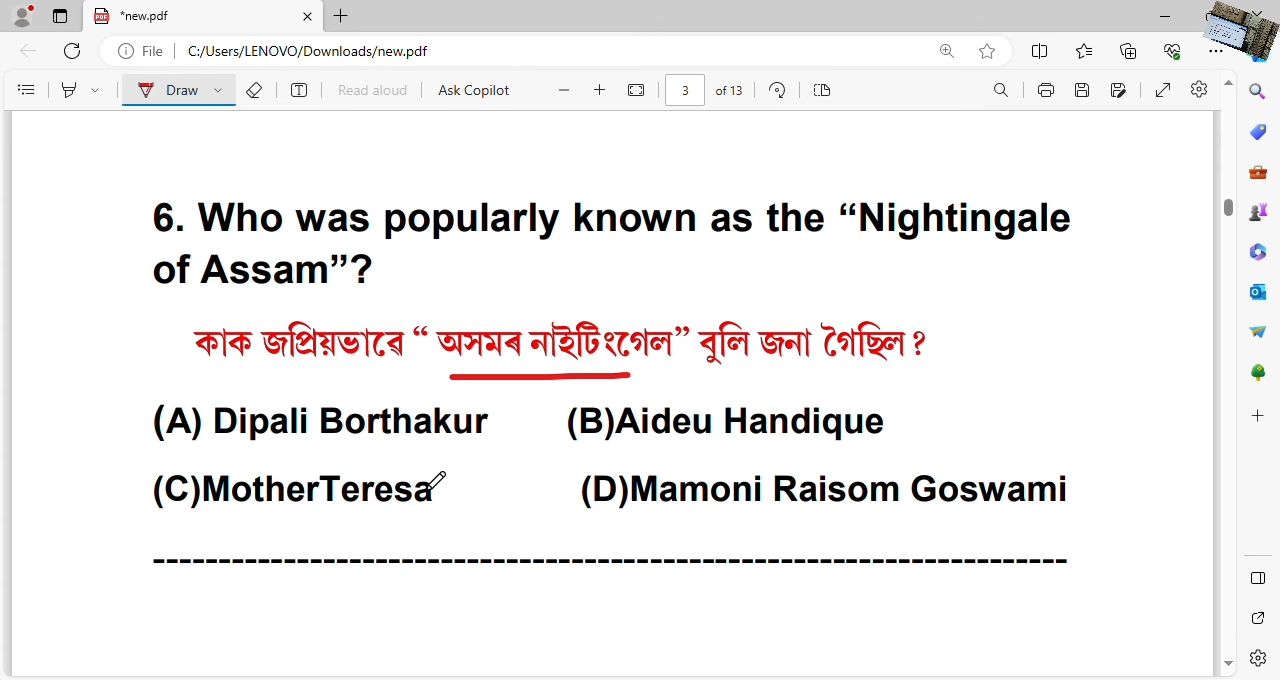 *new.pdf
File C:/Users/LENOVO/Downloads/new.pdf
Draw Read aloud Ask Copilot 3 of 13
6. Who was popularly known as the “Nightingale
of Assam”?
কাক জপ্ৰিয়ভাৱে “ অসমৰ নাইটিংগেল” বুলি জনা গৈছিল ?
(A) Dipali Borthakur (B)Aideu Handique
(C)MotherTeresa (D)Mamoni Raisom Goswami